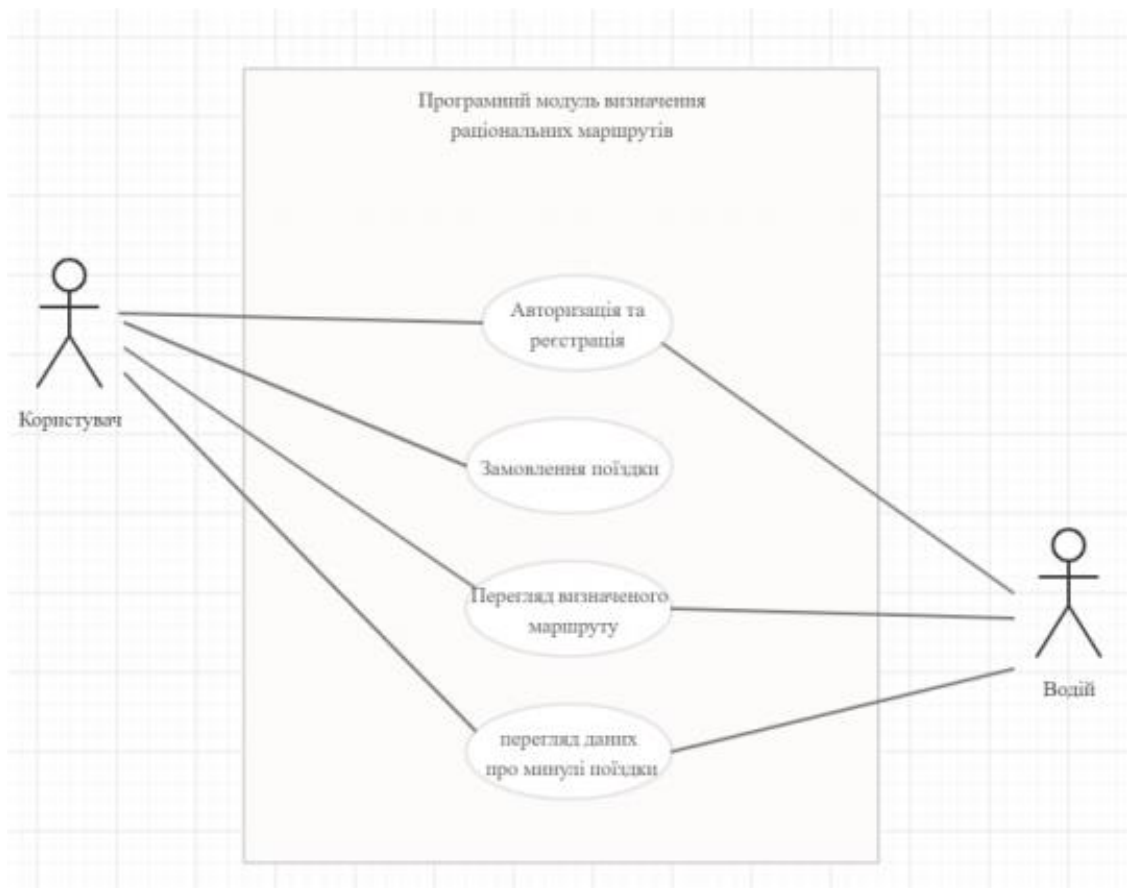 Програмний модуль визначення
раціональних маршрутів
Авторизація та
реєстрація
Користувач
Замовлення поїздки
Перегляд визначеного
маршруту
Водій
перегляд даних
про минулі поїздки